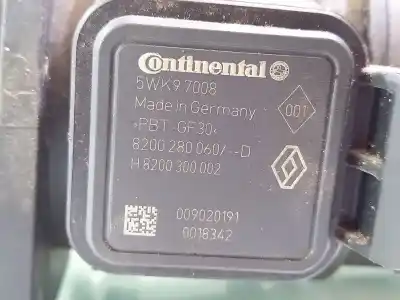 Continental
5WK9 7008
Made in Germany
001
>PBT-GF30<
8200 280 060/--D
H 8200 300 002
009020191
0018342